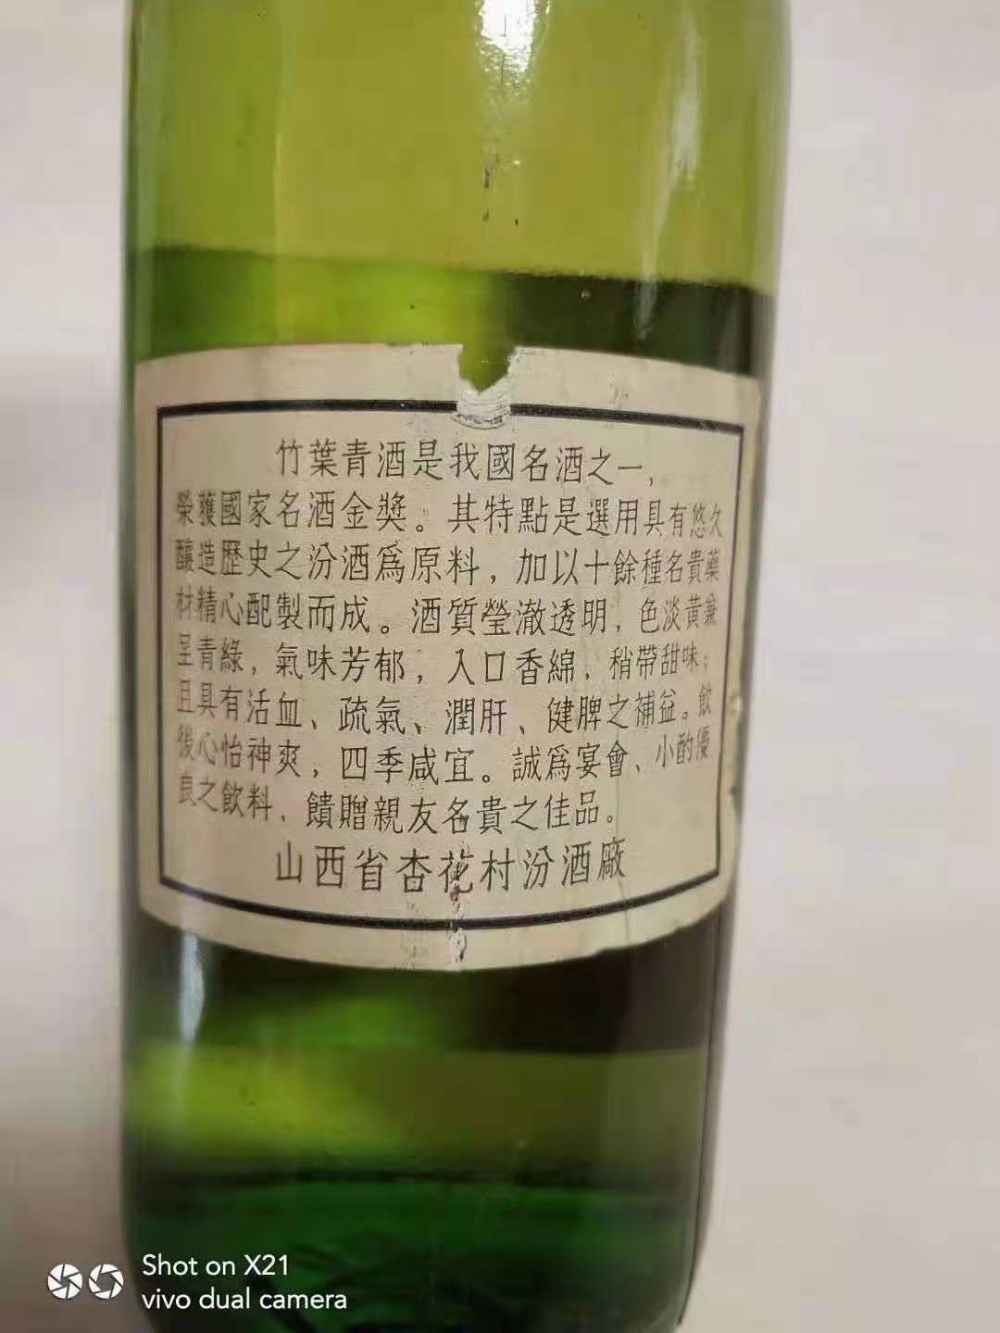 竹葉青酒是我國名酒之一，
榮獲國家名酒金獎。其特點是選用具有悠久
釀造歷史之汾酒爲原料，加以十餘種名貴藥
材精心配製而成。酒質瑩澈透明，色淡黃兼
呈青綠，氣味芳郁，入口香綿，稍帶甜味；
且具有活血、疏氣、潤肝、健脾之補益。飲
後心怡神爽，四季咸宜。誠爲宴會、小酌優
良之飲料，饋贈親友名貴之佳品。
山西省杏花村汾酒廠
Shot on X21
vivo dual camera